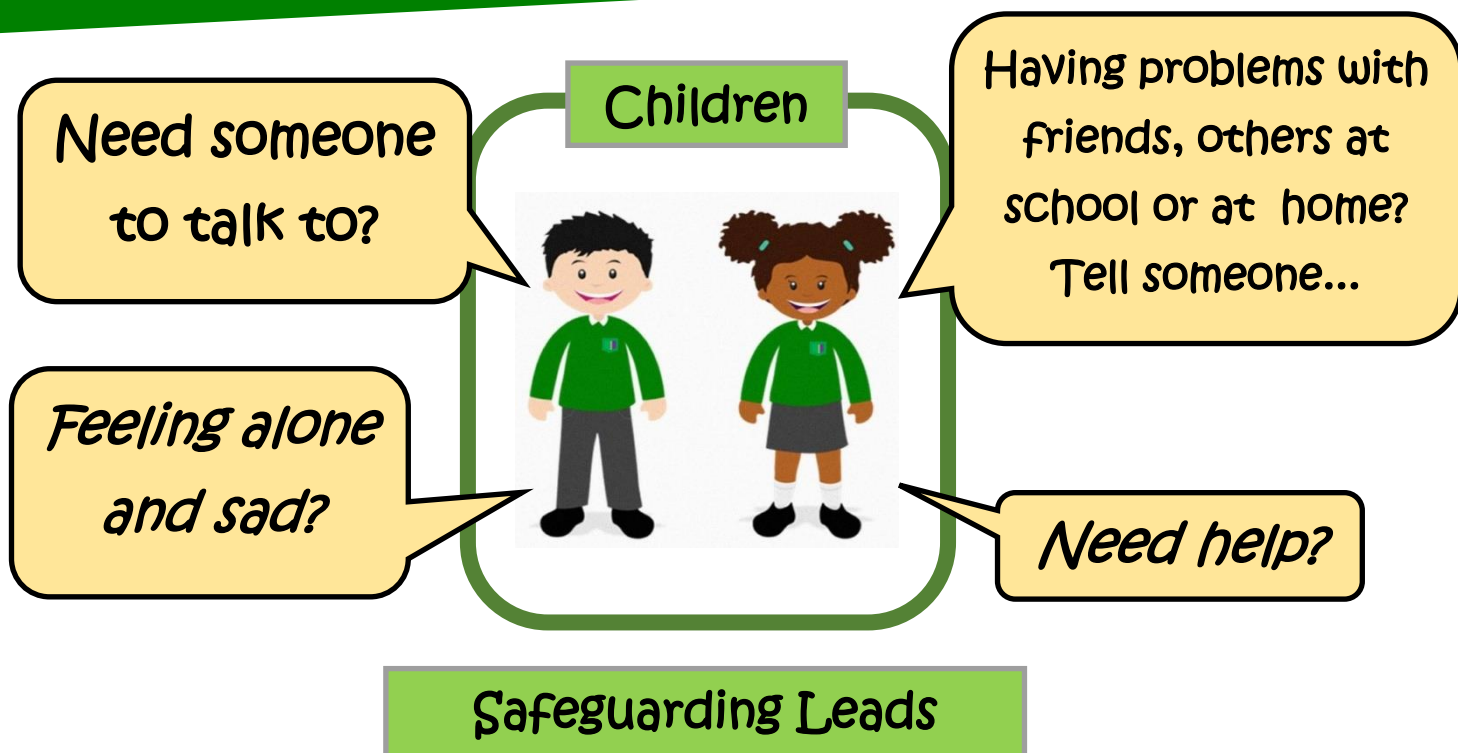 Children
Need someone
to talk to?
Having problems with
friends, others at
school or at home?
Tell someone...
Feeling alone
and sad?
Need help?
Safeguarding Leads